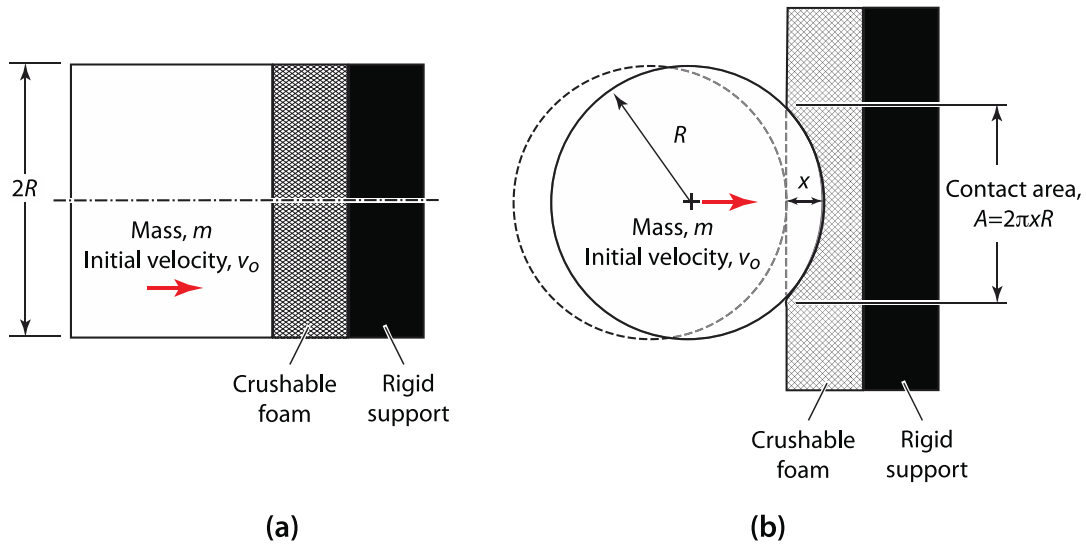 2R
Mass, m
Initial velocity, vo
Crushable
foam
Rigid
support
(a)
R
x
Mass, m
Initial velocity, vo
Contact area,
A=2πxR
Crushable
foam
Rigid
support
(b)